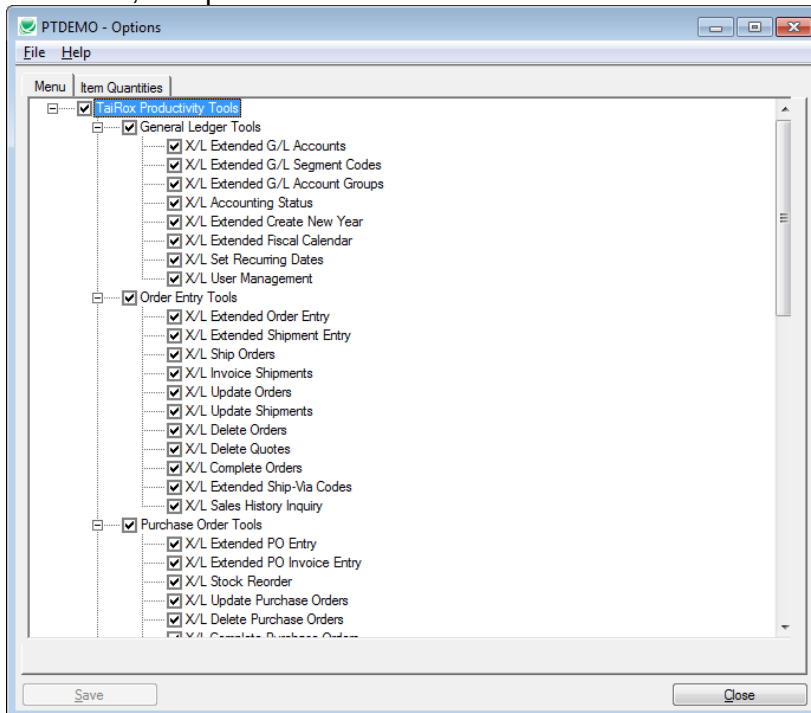 PTDEMO - Options
File Help
Menu Item Quantities
TaiRox Productivity Tools
General Ledger Tools
X/L Extended G/L Accounts
X/L Extended G/L Segment Codes
X/L Extended G/L Account Groups
X/L Accounting Status
X/L Extended Create New Year
X/L Extended Fiscal Calendar
X/L Set Recurring Dates
X/L User Management
Order Entry Tools
X/L Extended Order Entry
X/L Extended Shipment Entry
X/L Ship Orders
X/L Invoice Shipments
X/L Update Orders
X/L Update Shipments
X/L Delete Orders
X/L Delete Quotes
X/L Complete Orders
X/L Extended Ship-Via Codes
X/L Sales History Inquiry
Purchase Order Tools
X/L Extended PO Entry
X/L Extended PO Invoice Entry
X/L Stock Reorder
X/L Update Purchase Orders
X/L Delete Purchase Orders
X/L Complete Purchase Orders
Save Close